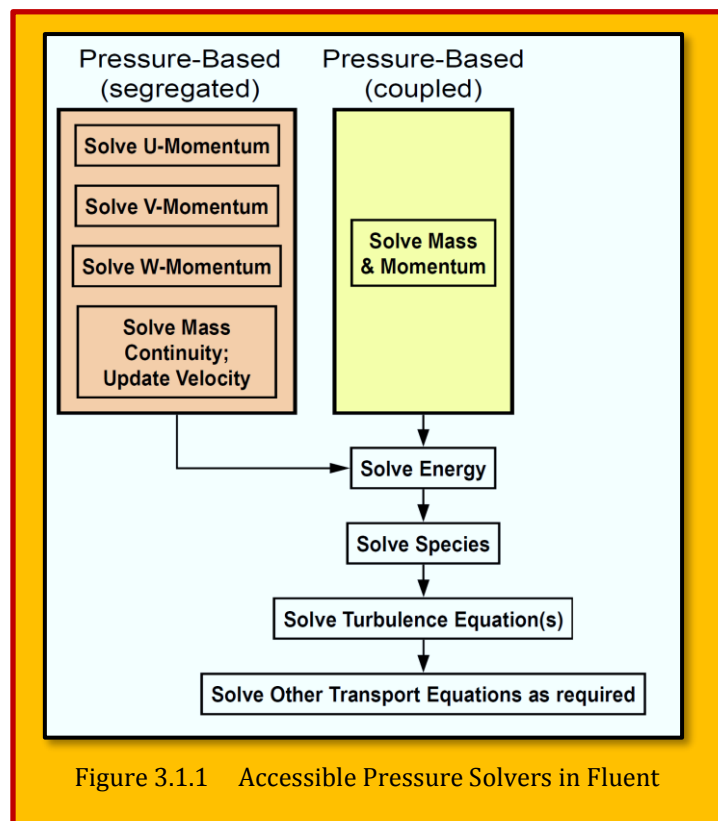 Pressure-Based
(segregated)
Pressure-Based
(coupled)
Solve U-Momentum
Solve V-Momentum
Solve W-Momentum
Solve Mass
Continuity;
Update Velocity
Solve Mass
& Momentum
Solve Energy
Solve Species
Solve Turbulence Equation(s)
Solve Other Transport Equations as required
Figure 3.1.1 Accessible Pressure Solvers in Fluent